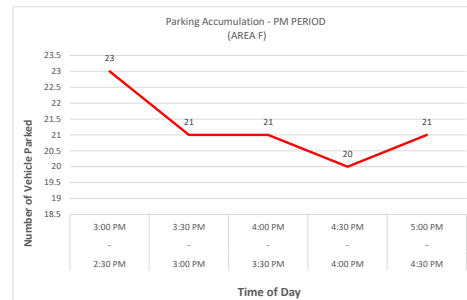 Parking Accumulation - PM PERIOD
(AREA F)
Number of Vehicle Parked
23.5
23
22.5
22
21.5
21
20.5
20
19.5
19
18.5
23
21
21
20
21
3:00 PM 3:30 PM 4:00 PM 4:30 PM 5:00 PM
- - - - -
2:30 PM 3:00 PM 3:30 PM 4:00 PM 4:30 PM
Time of Day